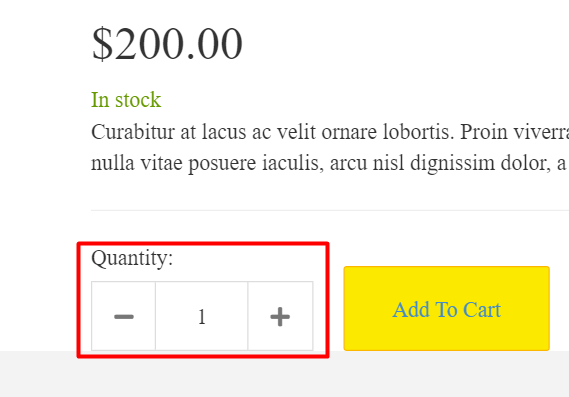 $200.00
In stock
Curabitur at lacus ac velit ornare lobortis. Proin viverra
nulla vitae posuere iaculis, arcu nisl dignissim dolor, a
Quantity:
− 1 +
Add To Cart